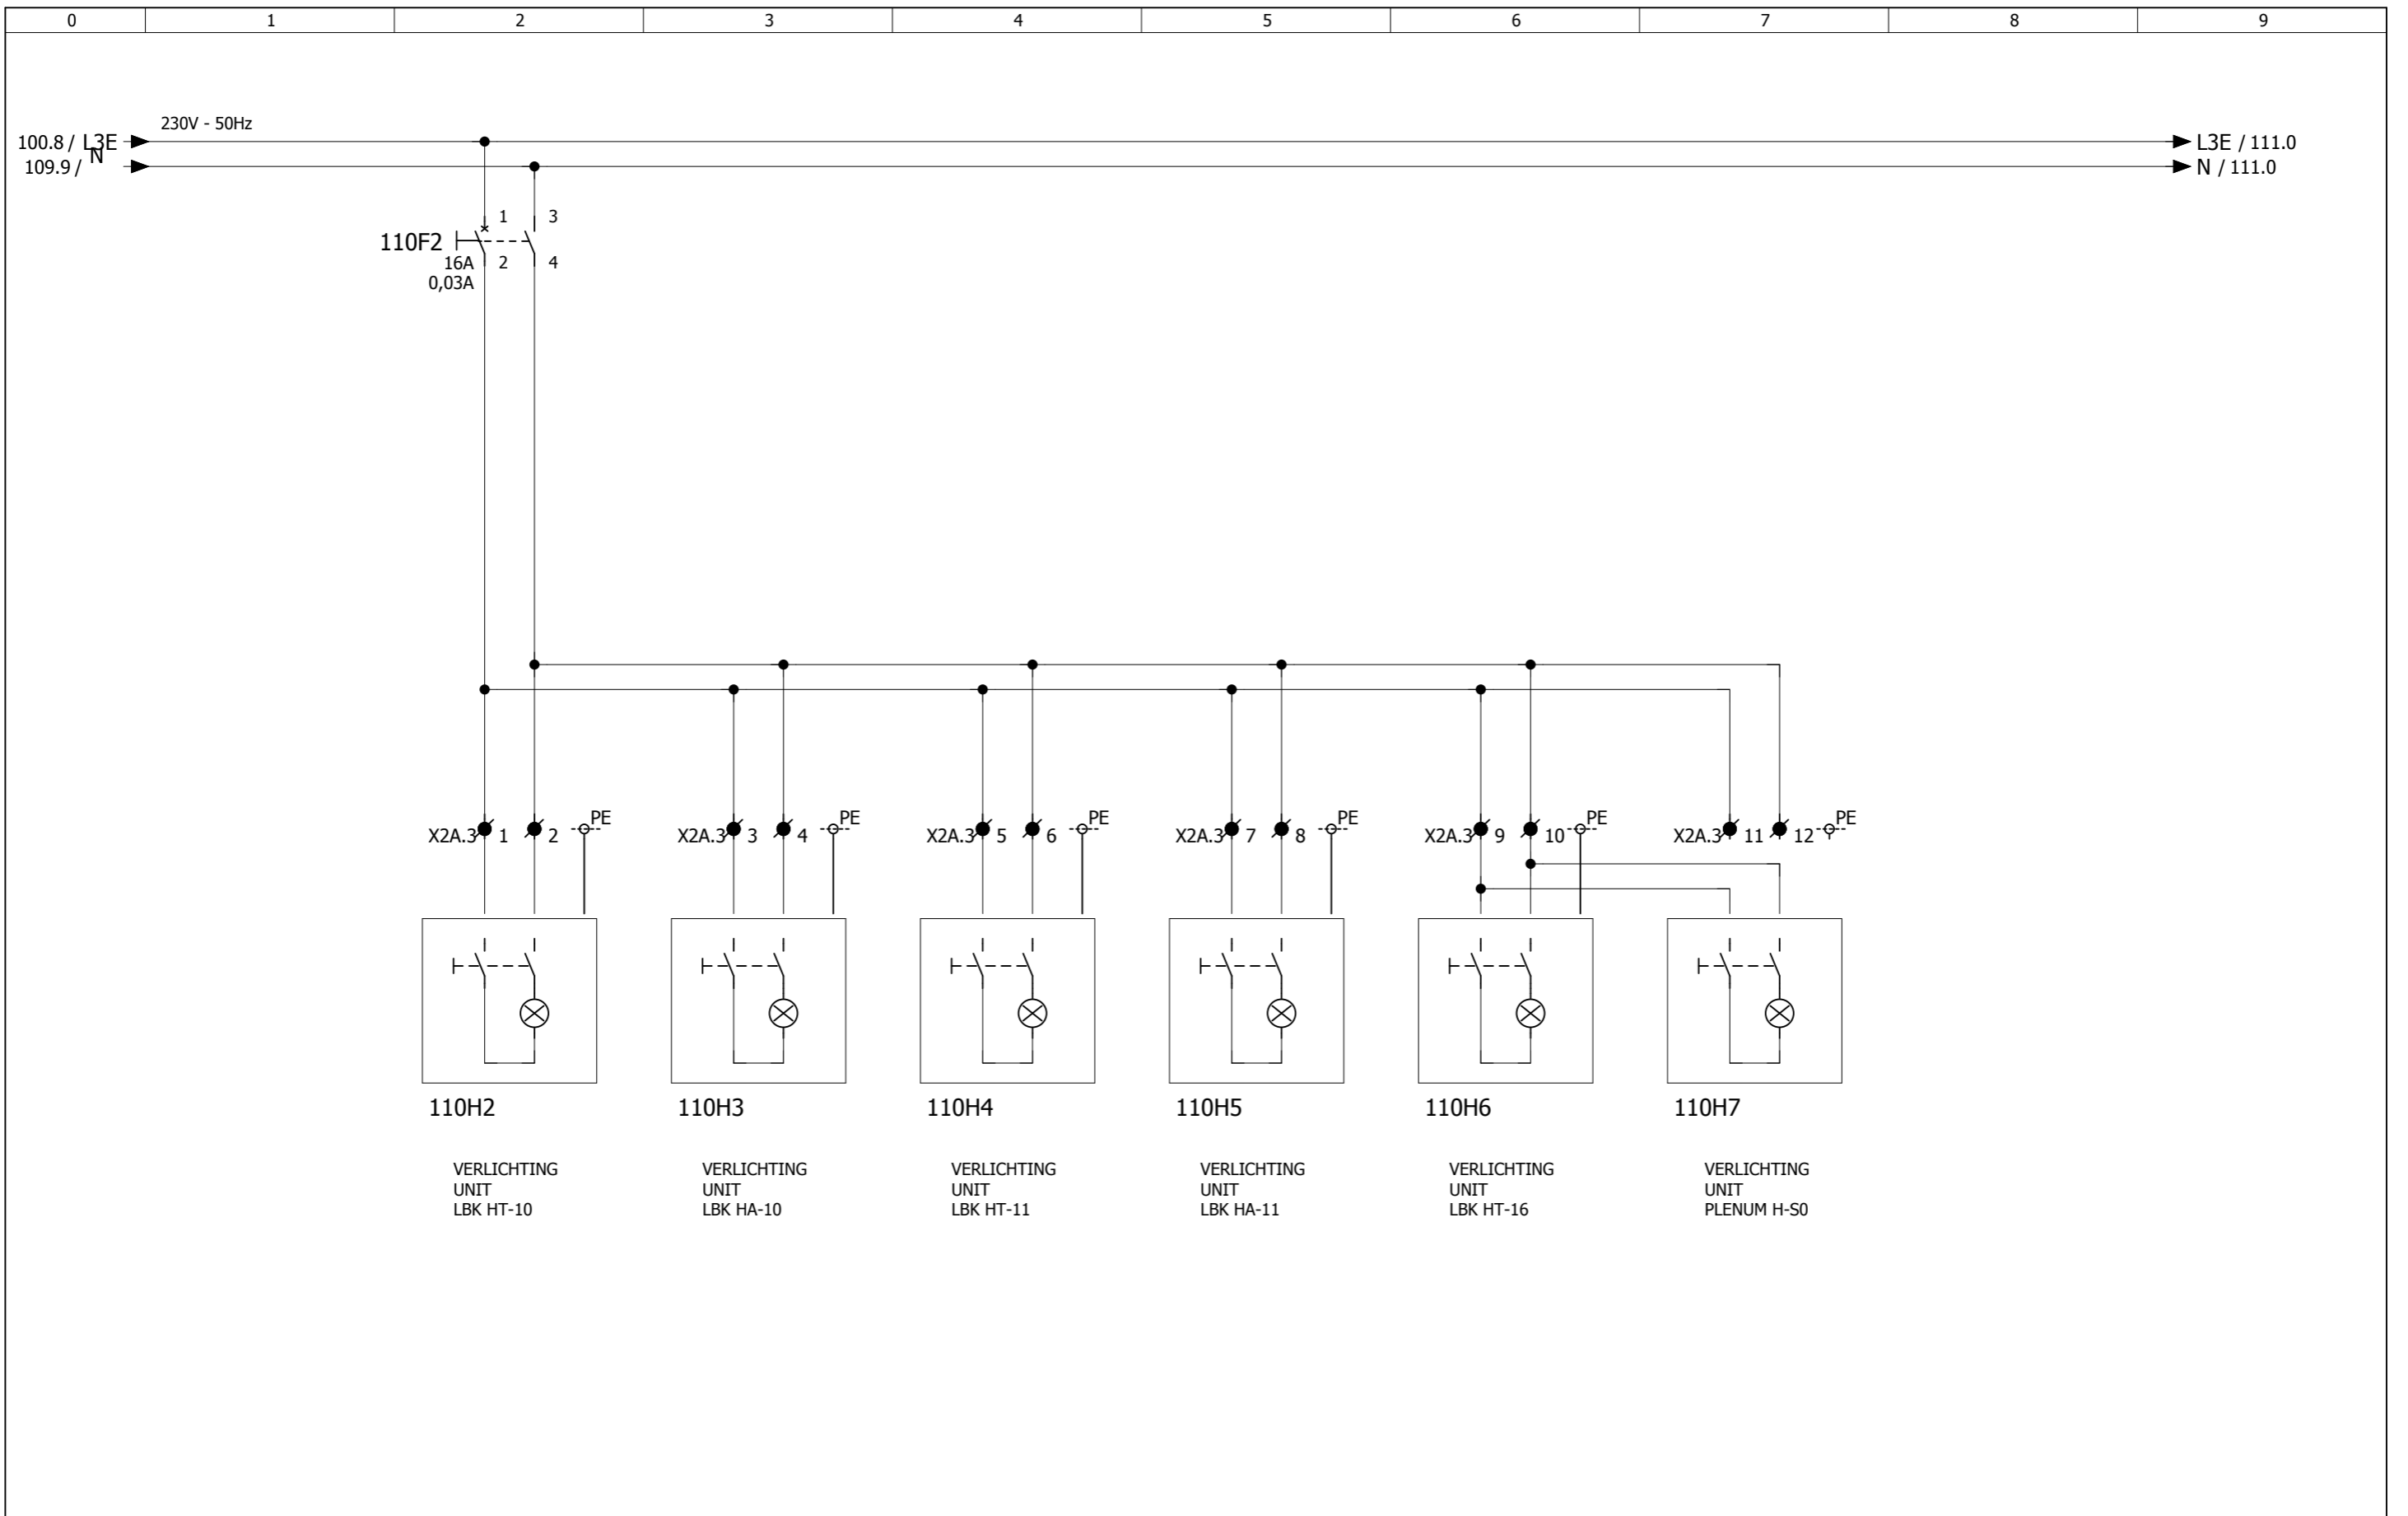 0 1 2 3 4 5 6 7 8 9
230V - 50Hz
100.8 / L3E
L3E / 111.0
109.9 / N
N / 111.0
1 3
110F2
16A 2 4
0,03A
PE PE PE PE PE PE
X2A.3 1 2 X2A.3 3 4 X2A.3 5 6 X2A.3 7 8 X2A.3 9 10 X2A.3 11 12
110H2 110H3 110H4 110H5 110H6 110H7
VERLICHTING
UNIT
LBK HT-10
VERLICHTING
UNIT
LBK HA-10
VERLICHTING
UNIT
LBK HT-11
VERLICHTING
UNIT
LBK HA-11
VERLICHTING
UNIT
LBK HT-16
VERLICHTING
UNIT
PLENUM H-S0